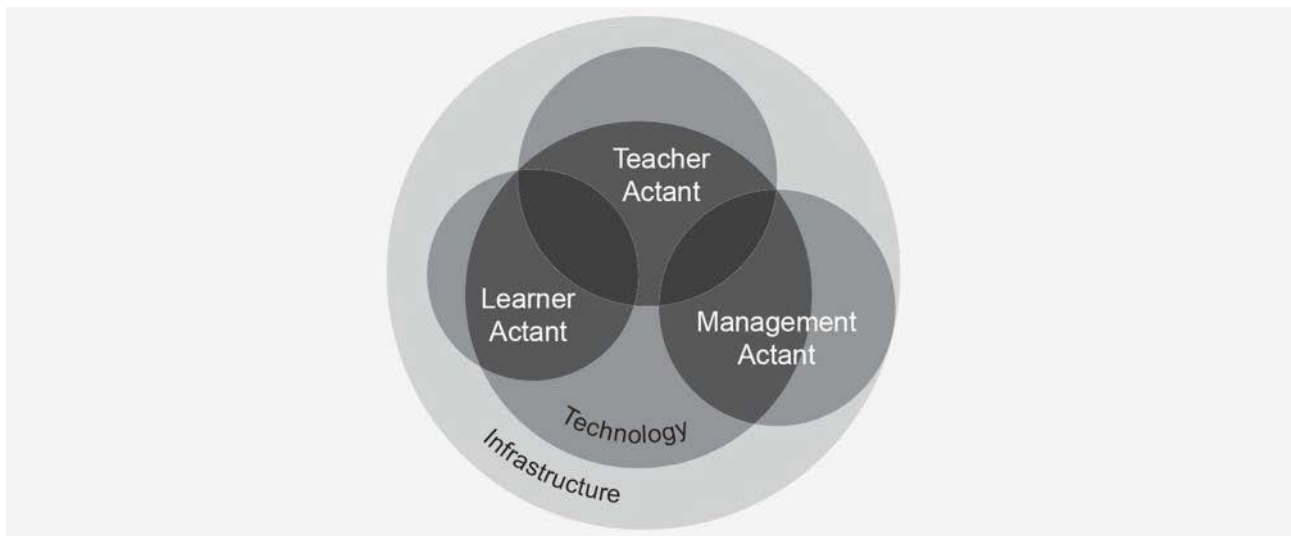 Teacher
Actant
Learner
Actant
Management
Actant
Technology
Infrastructure